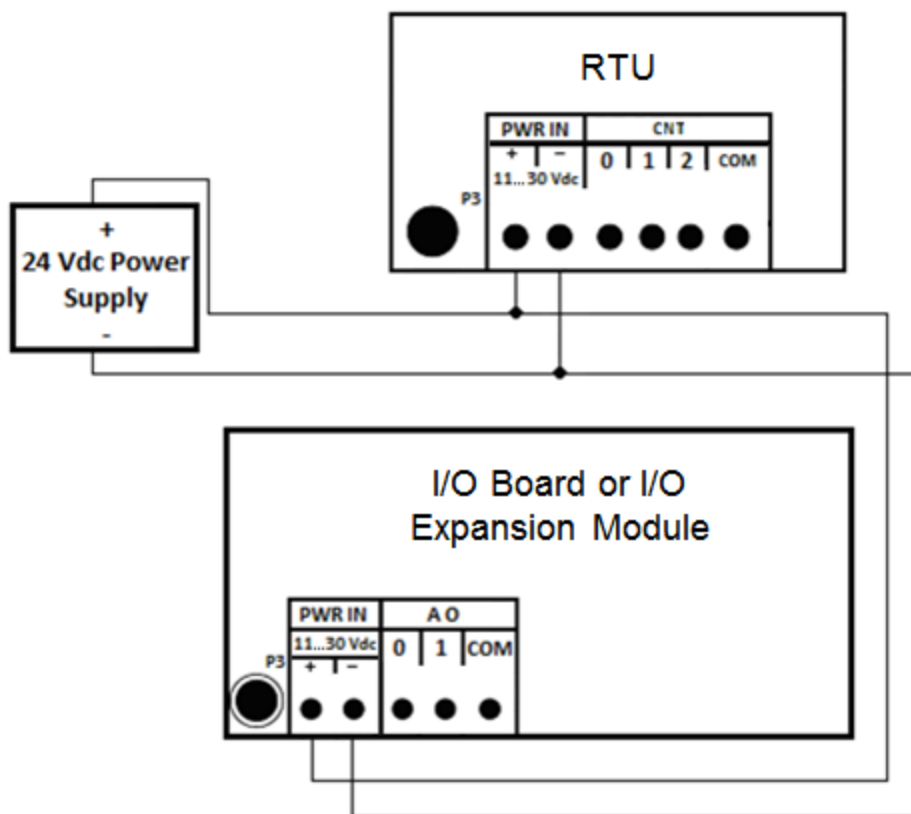 RTU
PWR IN CNT
+ − 0 1 2 COM
11...30 Vdc
P3
+
24 Vdc Power
Supply
-
I/O Board or I/O
Expansion Module
PWR IN A O
11...30 Vdc 0 1 COM
P3 + −